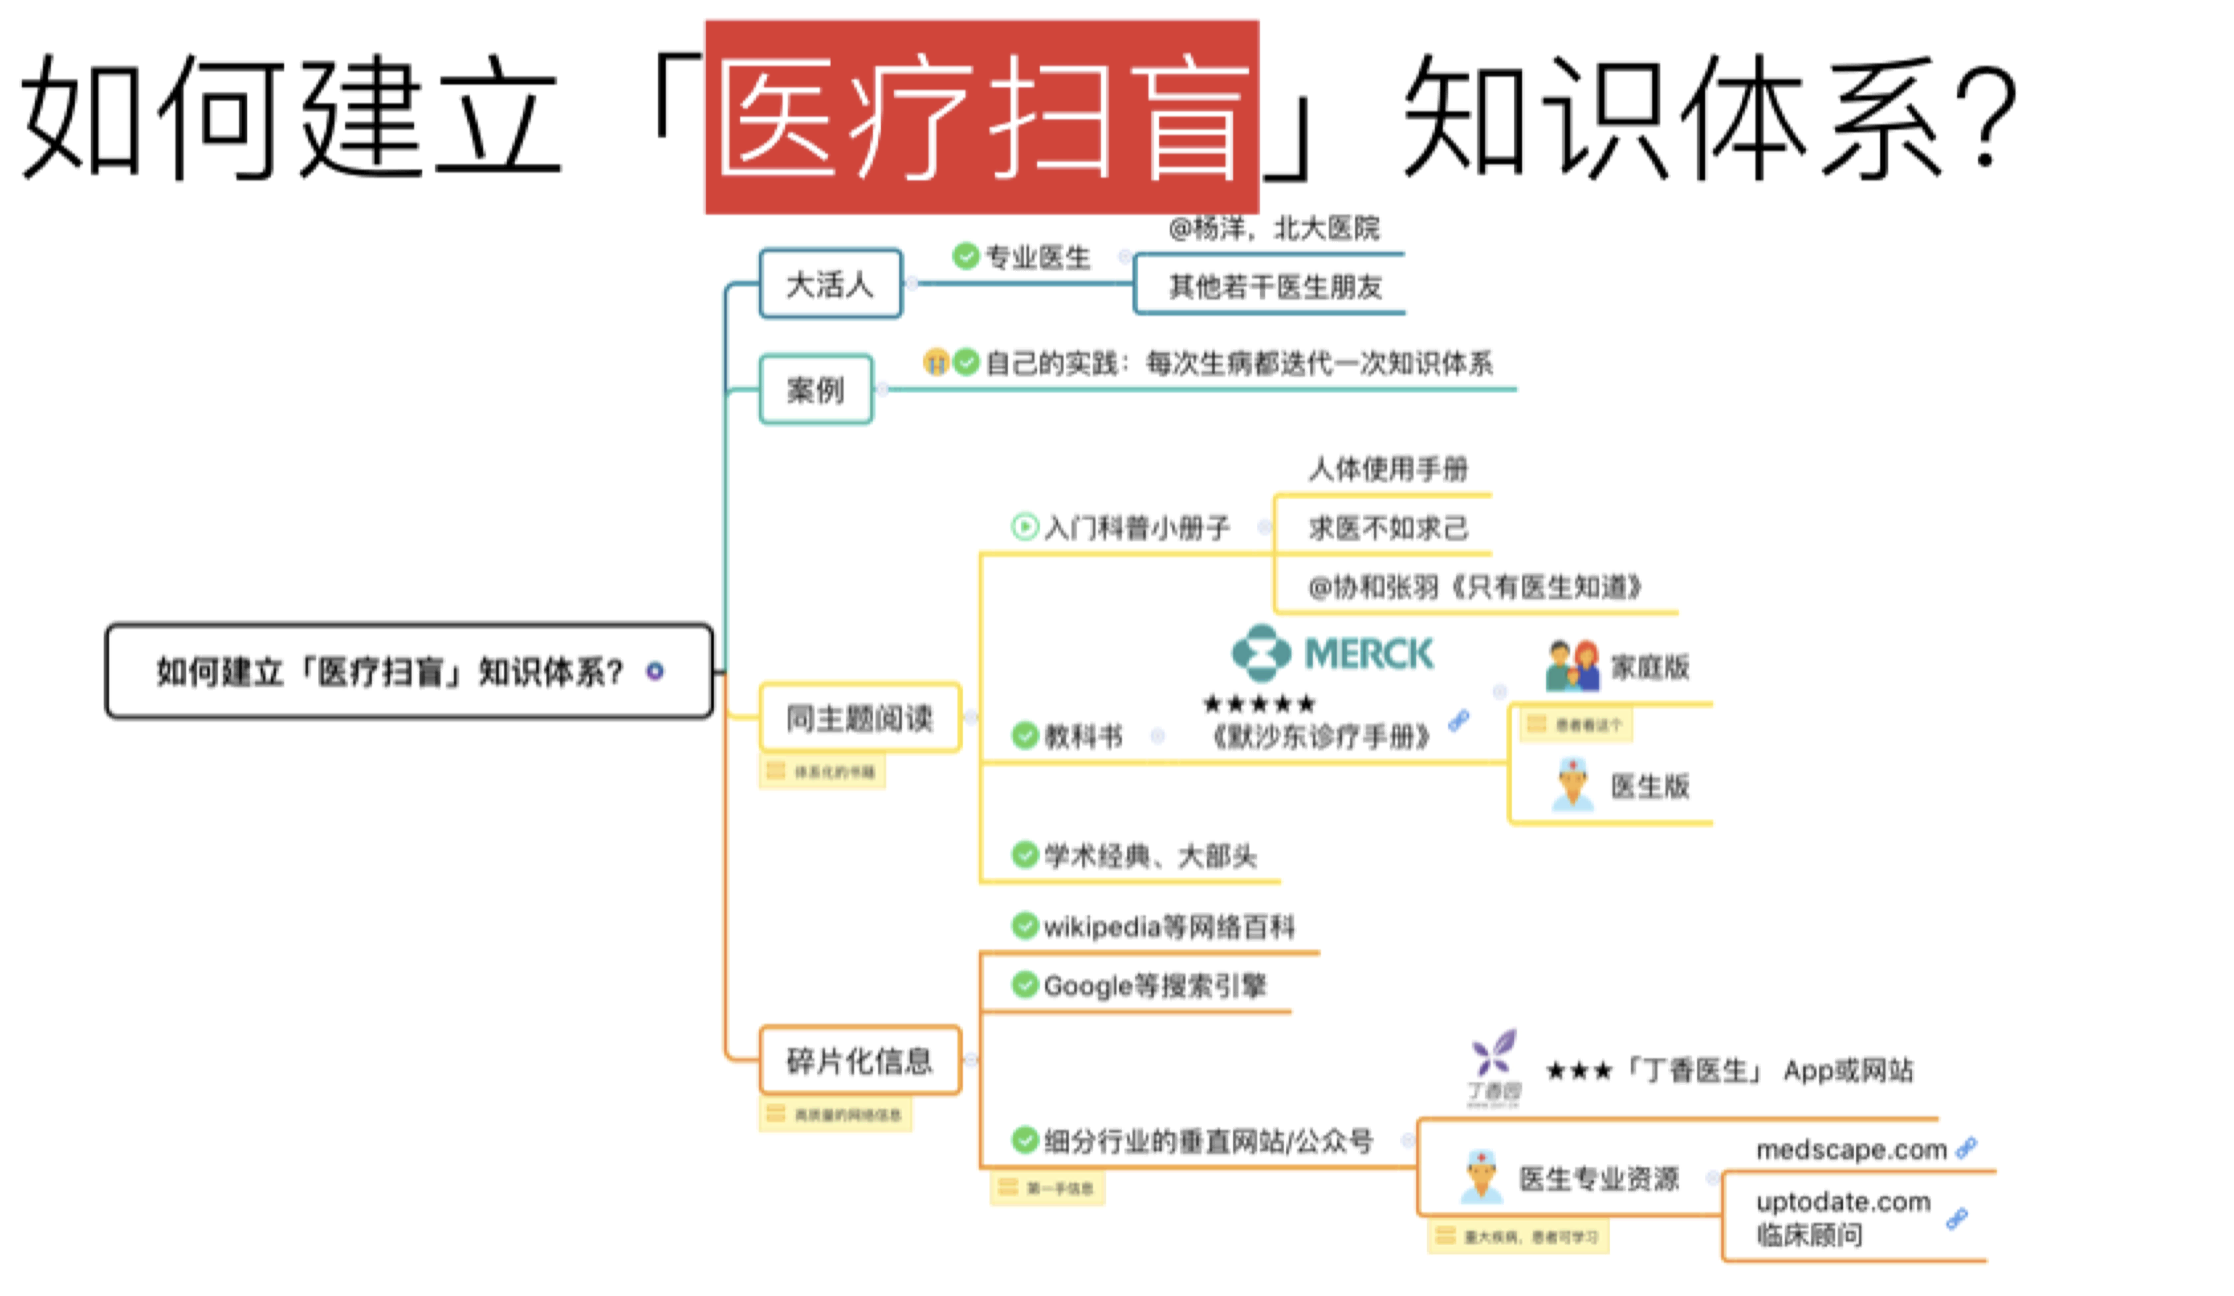 如何建立「医疗扫盲」知识体系?
如何建立「医疗扫盲」知识体系?
大活人
专业医生
@杨洋，北大医院
其他若干医生朋友
案例
自己的实践：每次生病都迭代一次知识体系
同主题阅读
体系化的书籍
入门科普小册子
人体使用手册
求医不如求己
@协和张羽《只有医生知道》
教科书
MERCK
★★★★★
《默沙东诊疗手册》
家庭版
患者看这个
医生版
学术经典、大部头
碎片化信息
高质量的网络信息
wikipedia等网络百科
Google等搜索引擎
细分行业的垂直网站/公众号
第一手信息
丁香园
★★★「丁香医生」 App或网站
医生专业资源
重大疾病，患者可学习
medscape.com
uptodate.com
临床顾问